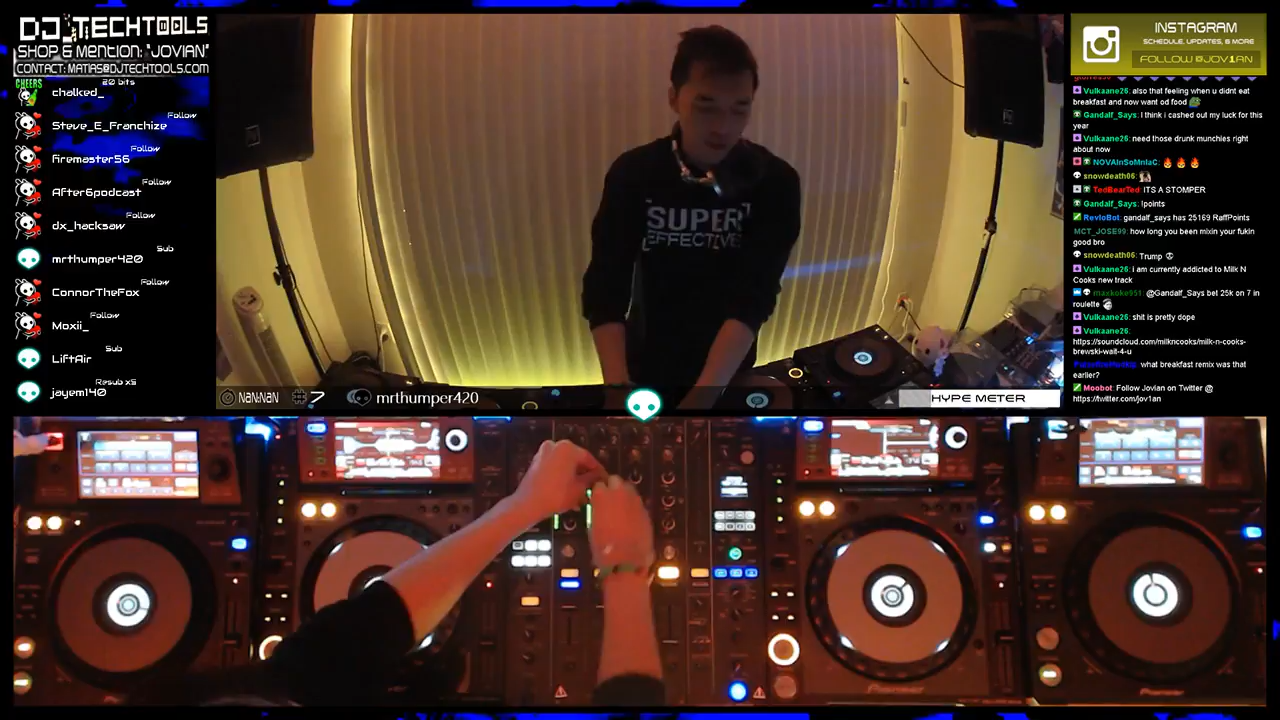 DJ_TECHTOOLS
SHOP & MENTION: "JOVIAN"
CONTACT: MATIAS@DJTECHTOOLS.COM
CHEERS
20 bits
chalked_
Follow
Steve_E_Franchize
Follow
firemaster56
Follow
After6podcast
Follow
dx_hacksaw
Sub
mrthumper420
Follow
ConnorTheFox
Follow
Moxii_
Sub
LiftAir
Resub x5
jayem140
SUPER
EFFECTIVE
NAN:NAN
#7
mrthumper420
HYPE METER
INSTAGRAM
SCHEDULE, UPDATES, & MORE
FOLLOW @JOV1AN
Vulkaane26: also that feeling when u didnt eat
breakfast and now want od food
Gandalf_Says: I think i cashed out my luck for this
year
Vulkaane26: need those drunk munchies right
about now
NOVAInSoMniaC:
snowdeath06:
TedBearTed: ITS A STOMPER
Gandalf_Says: !points
RevloBot: gandalf_says has 25169 RaffPoints
MCT_JOSE99: how long you been mixin your fukin
good bro
snowdeath06: Trump
Vulkaane26: i am currently addicted to Milk N
Cooks new track
@Gandalf_Says bet 25k on 7 in
roulette
Vulkaane26: shit is pretty dope
Vulkaane26:
https://soundcloud.com/milkncooks/milk-n-cooks-
brewski-wait-4-u
what breakfast remix was that
earlier?
Moobot: Follow Jovian on Twitter @
https://twitter.com/jov1an
Pioneer
Pioneer